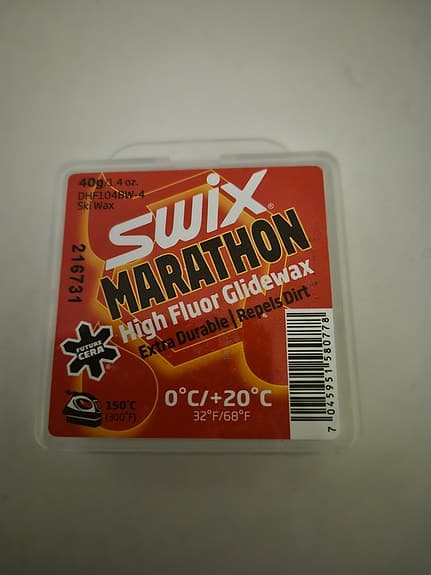 40g/1.4 oz.
DHF104BW-4
Ski Wax
SWIX®
MARATHON
High Fluor Glidewax
Extra Durable | Repels Dirt
216731
FUTURE
CERA
150°C
(300°F)
0°C/+20°C
32°F/68°F
7 045951 580778